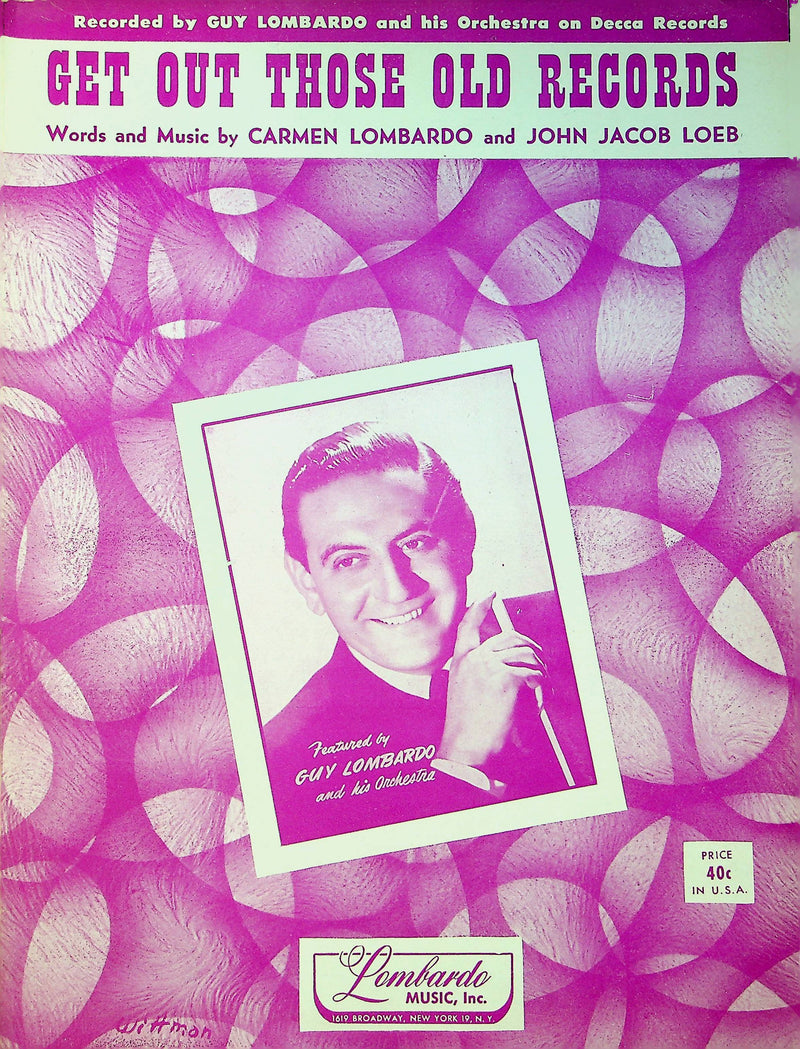 Recorded by GUY LOMBARDO and his Orchestra on Decca Records
GET OUT THOSE OLD RECORDS
Words and Music by CARMEN LOMBARDO and JOHN JACOB LOEB
Featured by
GUY LOMBARDO
and his Orchestra
PRICE
40c
IN U.S.A.
Lombardo
MUSIC, Inc.
1619 BROADWAY, NEW YORK 19, N.Y.
Wittman